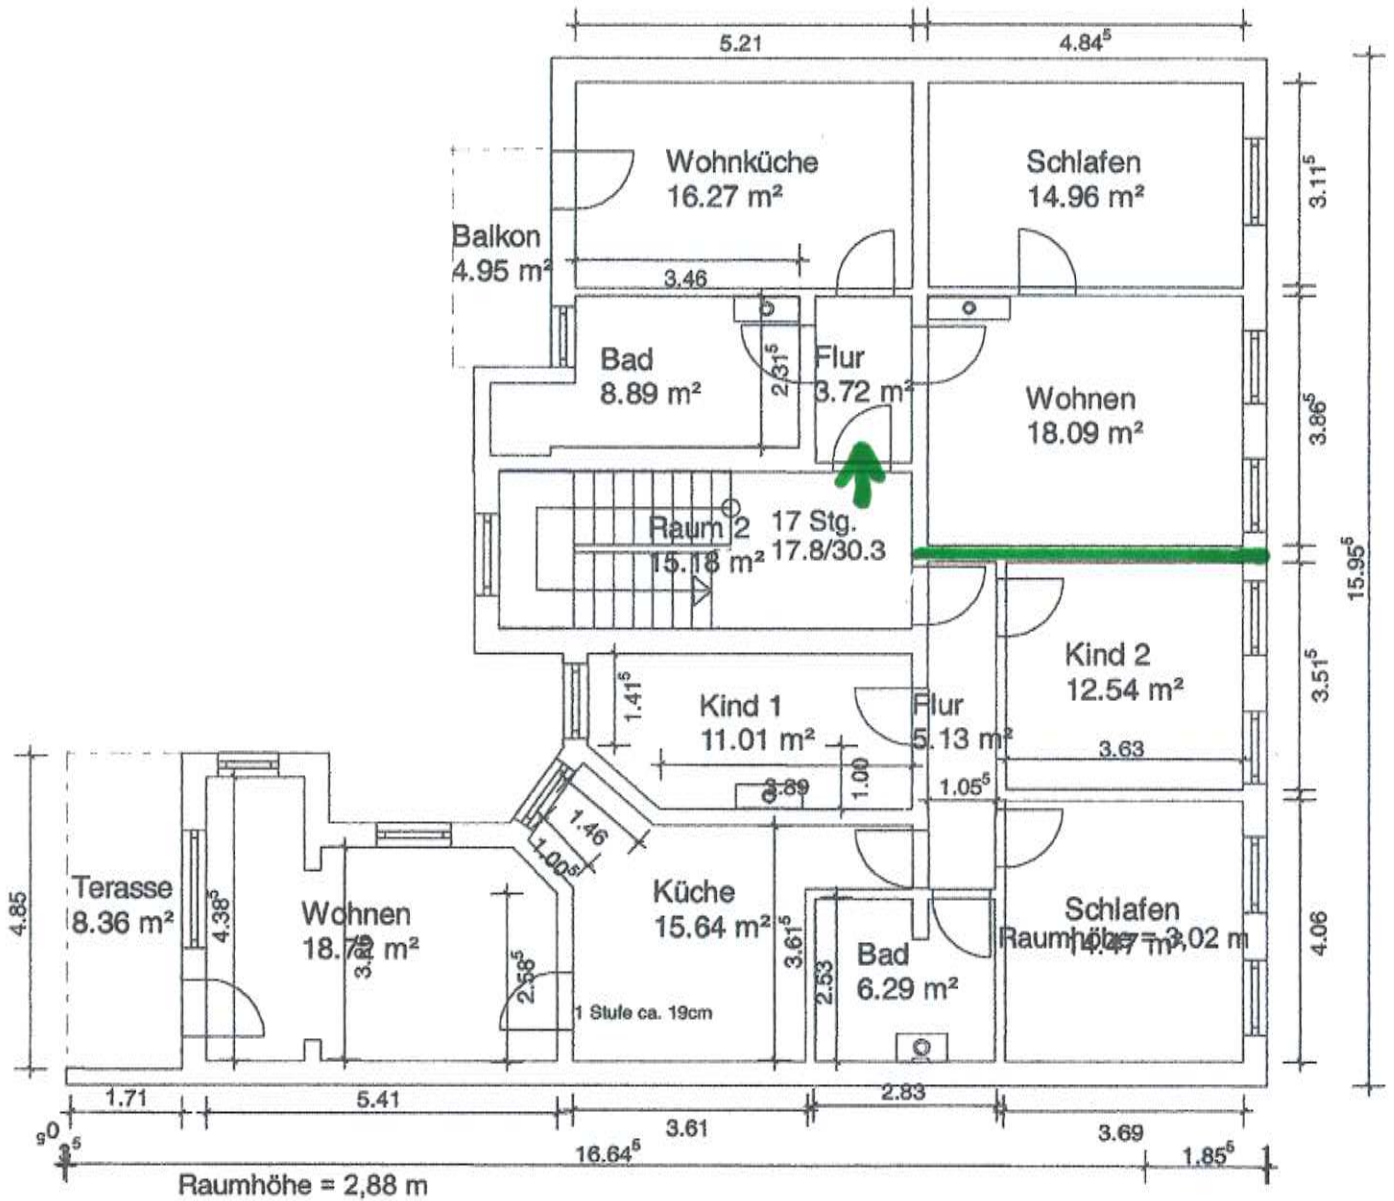 5.21
4.84⁵
Wohnküche
16.27 m²
Schlafen
14.96 m²
3.11⁵
Balkon
4.95 m²
3.46
Bad
8.89 m²
2.31⁵
Flur
3.72 m²
Wohnen
18.09 m²
3.86⁵
Raum 2
15.18 m²
17 Stg.
17.8/30.3
15.95⁵
1.41⁵
Kind 1
11.01 m²
Flur
5.13 m²
Kind 2
12.54 m²
3.51⁵
3.63
3.89
1.00
1.05⁵
1.46
1.00⁵
4.85
Terasse
8.36 m²
4.38⁵
Wohnen
18.72 m²
2.58⁵
Küche
15.64 m²
3.61⁵
2.53
Bad
6.29 m²
Schlafen
14.47 m²
Raumhöhe = 3,02 m
4.06
1 Stufe ca. 19cm
1.71
5.41
3.61
2.83
3.69
16.64⁵
1.85⁵
Raumhöhe = 2,88 m